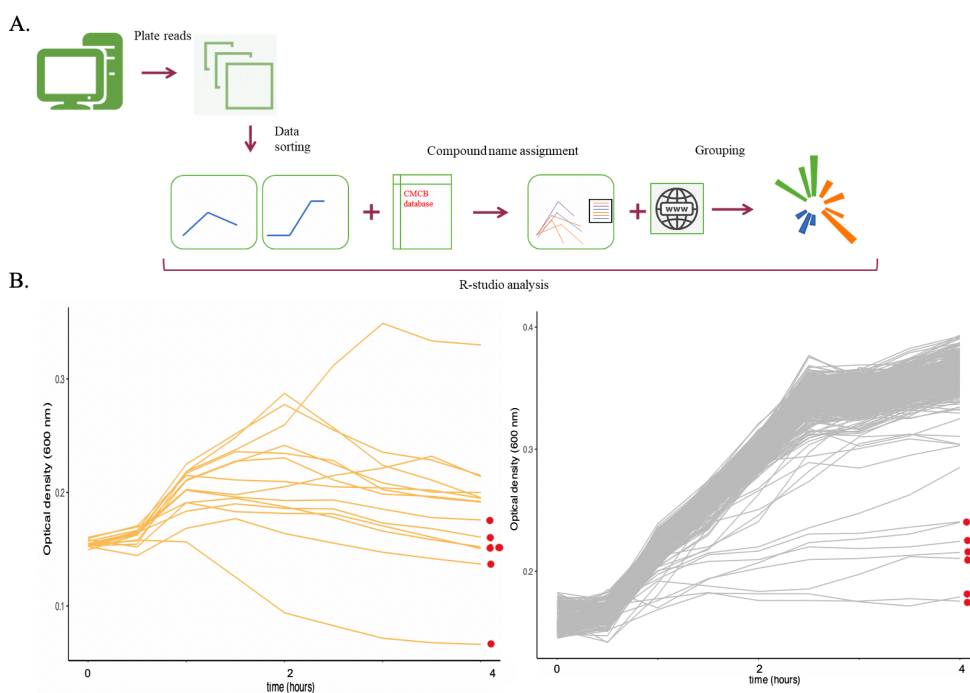 A.
Plate reads
Data
sorting
Compound name assignment
Grouping
CMCB
database
WWW
R-studio analysis
B.
Optical density (600 nm)
0.3
0.2
0.1
0
2
4
time (hours)
Optical density (600 nm)
0.4
0.3
0.2
0
2
4
time (hours)